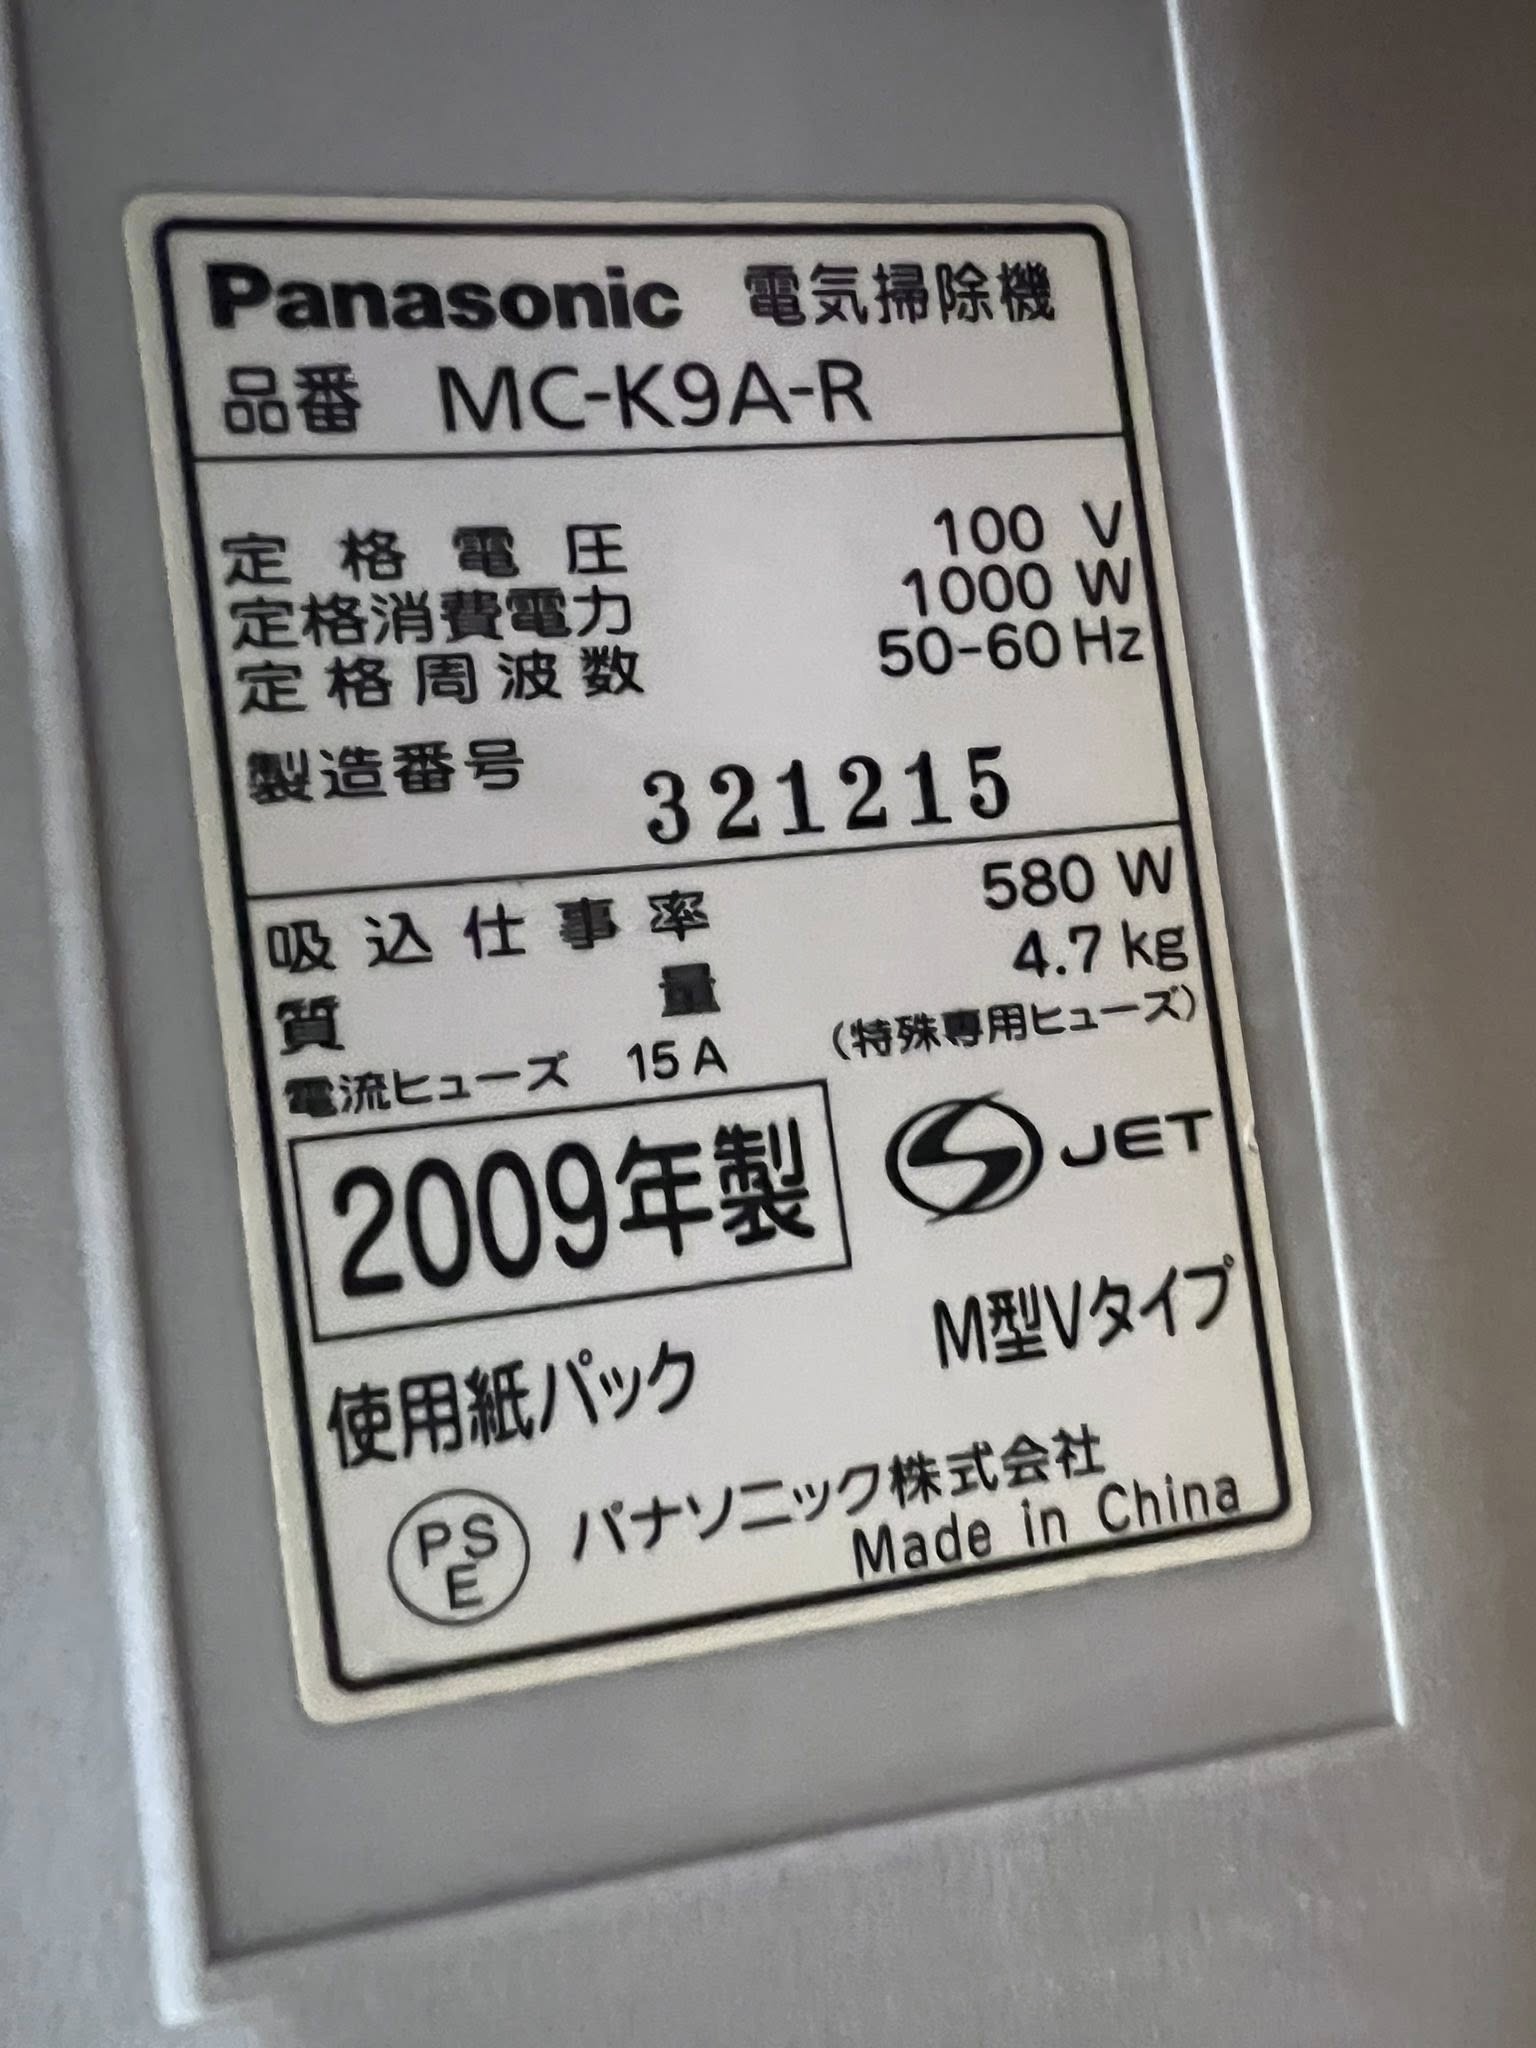 Panasonic 電気掃除機
品番 MC-K9A-R
定格電圧 100 V
定格消費電力 1000 W
定格周波数 50-60 Hz
製造番号 321215
吸込仕事率 580 W
質量 4.7 kg
電流ヒューズ 15 A (特殊専用ヒューズ)
2009年製 S JET
使用紙パック M型Vタイプ
PSE パナソニック株式会社
Made in China